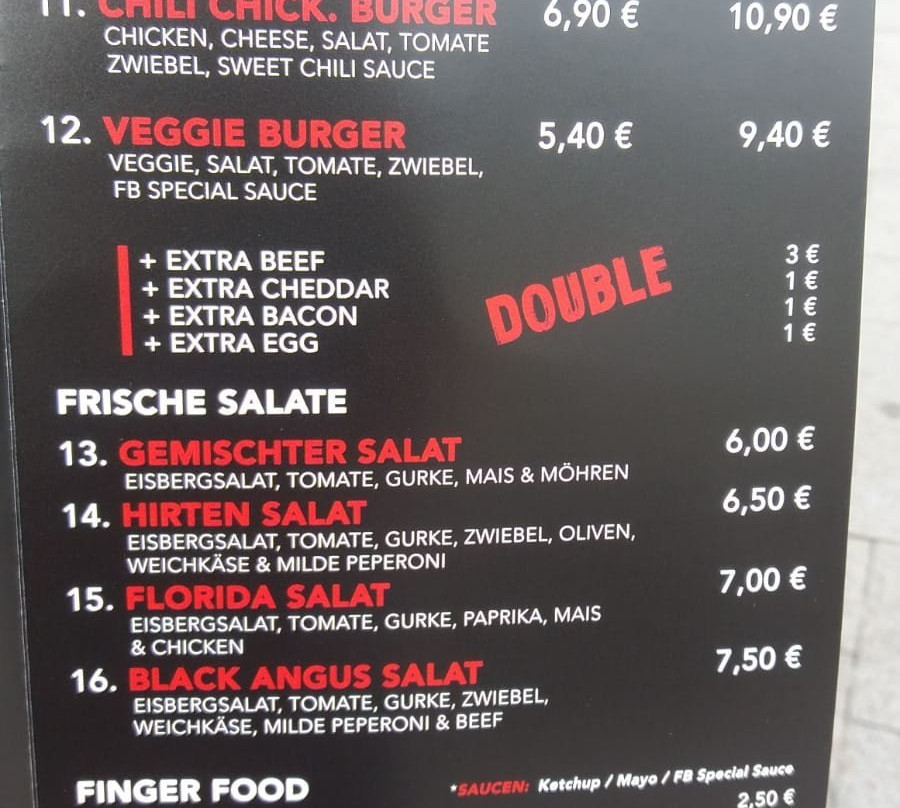 11. CHILI CHICK. BURGER 6,90 € 10,90 €
CHICKEN, CHEESE, SALAT, TOMATE
ZWIEBEL, SWEET CHILI SAUCE
12. VEGGIE BURGER 5,40 € 9,40 €
VEGGIE, SALAT, TOMATE, ZWIEBEL,
FB SPECIAL SAUCE
+ EXTRA BEEF 3 €
+ EXTRA CHEDDAR 1 €
+ EXTRA BACON 1 €
+ EXTRA EGG 1 €
DOUBLE
FRISCHE SALATE
13. GEMISCHTER SALAT 6,00 €
EISBERGSALAT, TOMATE, GURKE, MAIS & MÖHREN
14. HIRTEN SALAT 6,50 €
EISBERGSALAT, TOMATE, GURKE, ZWIEBEL, OLIVEN,
WEICHKÄSE & MILDE PEPERONI
15. FLORIDA SALAT 7,00 €
EISBERGSALAT, TOMATE, GURKE, PAPRIKA, MAIS
& CHICKEN
16. BLACK ANGUS SALAT 7,50 €
EISBERGSALAT, TOMATE, GURKE, ZWIEBEL,
WEICHKÄSE, MILDE PEPERONI & BEEF
FINGER FOOD *SAUCEN: Ketchup / Mayo / FB Special Sauce
2,50 €